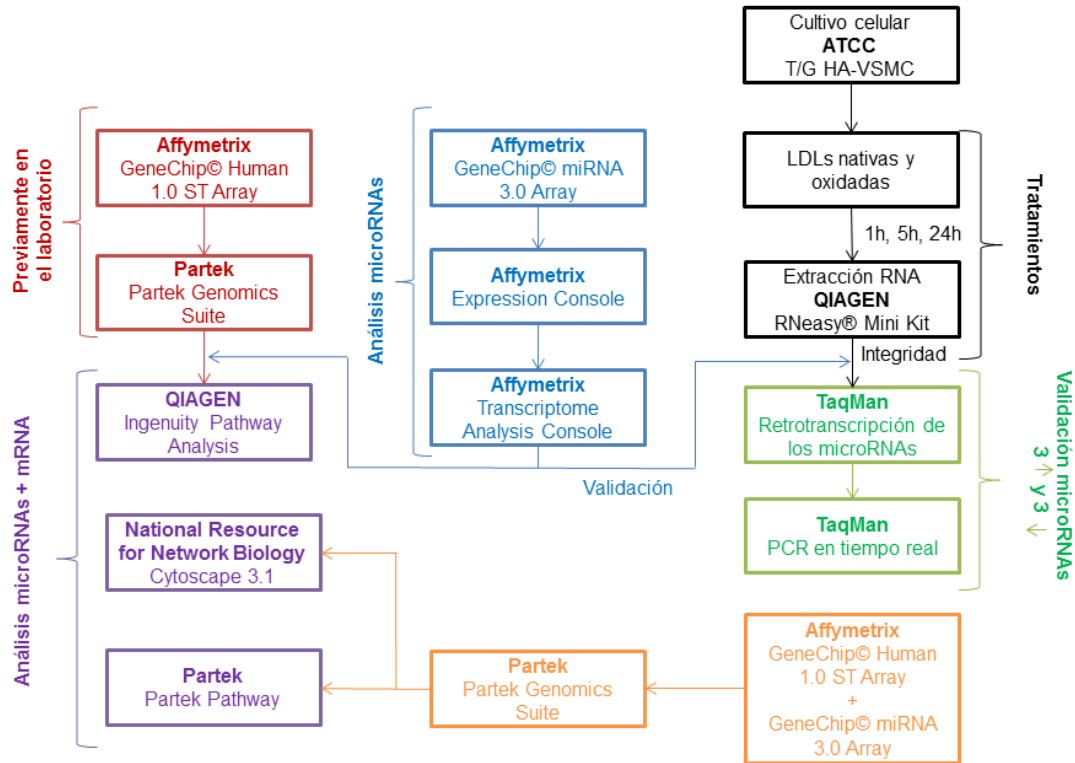 Cultivo celular
ATCC
T/G HA-VSMC
Previamente en
el laboratorio
Affymetrix
GeneChip© Human
1.0 ST Array
Partek
Partek Genomics
Suite
Análisis microRNAs
Affymetrix
GeneChip© miRNA
3.0 Array
Affymetrix
Expression Console
Affymetrix
Transcriptome
Analysis Console
LDLs nativas y
oxidadas
1h, 5h, 24h
Extracción RNA
QIAGEN
RNeasy® Mini Kit
Integridad
Tratamientos
Análisis microRNAs + mRNA
QIAGEN
Ingenuity Pathway
Analysis
Validación
TaqMan
Retrotranscripción de
los microRNAs
TaqMan
PCR en tiempo real
Validación microRNAs
3 ↑ y 3 ↓
National Resource
for Network Biology
Cytoscape 3.1
Partek
Partek Pathway
Partek
Partek Genomics
Suite
Affymetrix
GeneChip© Human
1.0 ST Array
+
GeneChip© miRNA
3.0 Array